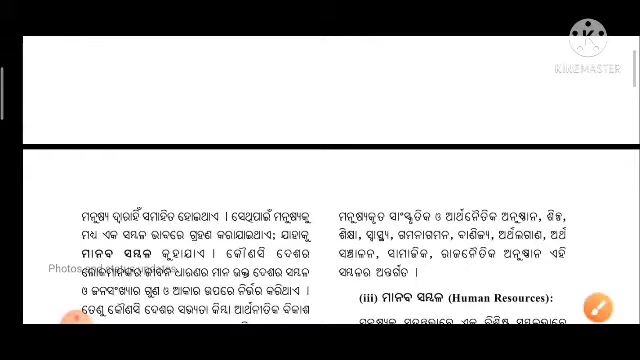 KINEMASTER
ମନୁଷ୍ୟ ଦ୍ୱାରାହିଁ ସମାହିତ ହୋଇଥାଏ । ସେଥିପାଇଁ ମନୁଷ୍ୟକୁ
ମଧ୍ୟ ଏକ ସମ୍ବଳ ଭାବରେ ଗ୍ରହଣ କରାଯାଇଥାଏ; ଯାହାକୁ
ମାନବ ସମ୍ବଳ କୁହାଯାଏ । କୌଣସି ଦେଶର
ଲୋକମାନଙ୍କର ଜୀବନ ଧାରଣର ମାନ ଉକ୍ତ ଦେଶର ସମ୍ବଳ
ଓ ଜନସଂଖ୍ୟାର ଗୁଣ ଓ ଆକାର ଉପରେ ନିର୍ଭର କରିଥାଏ ।
ତେଣୁ କୌଣସି ଦେଶର ସଭ୍ୟତା କିମ୍ବା ଆର୍ଥନୀତିକ ବିକାଶ
ମନୁଷ୍ୟକୃତ ସାଂସ୍କୃତିକ ଓ ଆର୍ଥନୈତିକ ଅନୁଷ୍ଠାନ, ଶିଳ୍ପ,
ଶିକ୍ଷା, ସ୍ୱାସ୍ଥ୍ୟ, ଗମନାଗମନ, ବାଣିଜ୍ୟ, ଅର୍ଥଲଗାଣ, ଅର୍ଥ
ସଞ୍ଚାଳନ, ସାମାଜିକ, ରାଜନୈତିକ ଅନୁଷ୍ଠାନ ଏହି
ସମ୍ବଳର ଅନ୍ତର୍ଗତ ।
(iii) ମାନବ ସମ୍ବଳ (Human Resources):